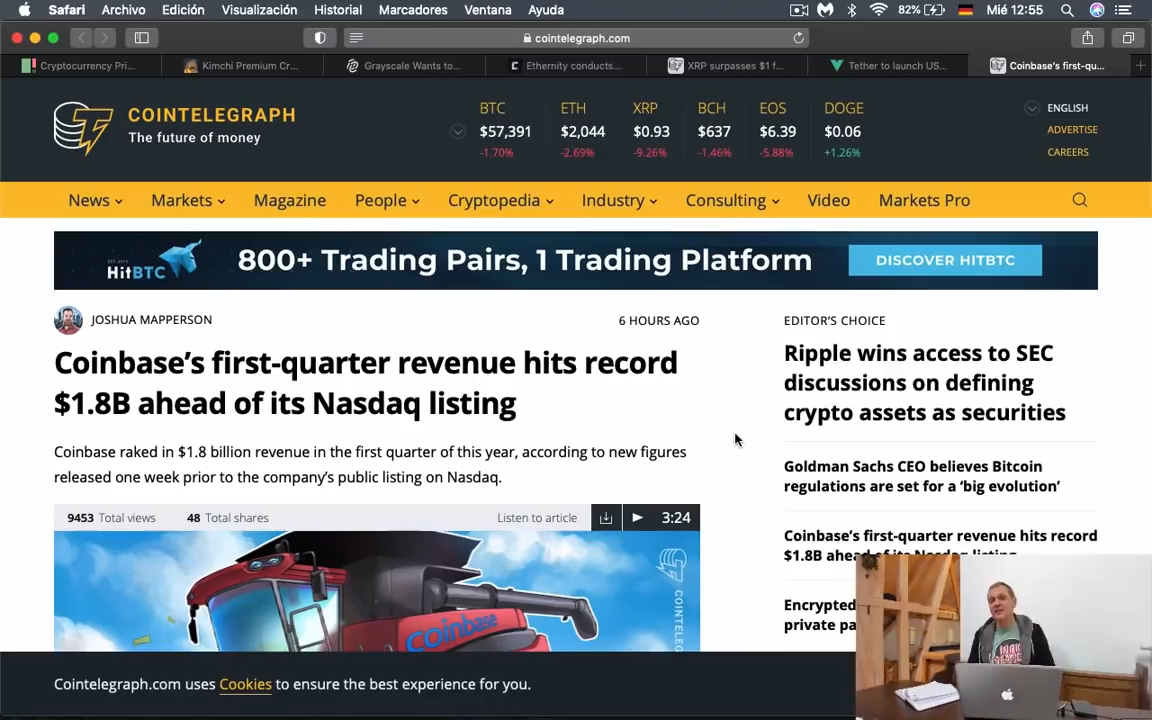 Safari Archivo Edición Visualización Historial Marcadores Ventana Ayuda 82% Mié 12:55
cointelegraph.com
Cryptocurrency Pri... Kimchi Premium Cr... Grayscale Wants to... Ethernity conducts... XRP surpasses $1 f... Tether to launch US... Coinbase's first-qu...
COINTELEGRAPH
The future of money
BTC ETH XRP BCH EOS DOGE
$57,391 $2,044 $0.93 $637 $6.39 $0.06
-1.70% -2.69% -9.26% -1.46% -5.88% +1.26%
ENGLISH
ADVERTISE
CAREERS
News Markets Magazine People Cryptopedia Industry Consulting Video Markets Pro
HitBTC 800+ Trading Pairs, 1 Trading Platform DISCOVER HITBTC
JOSHUA MAPPERSON 6 HOURS AGO
Coinbase's first-quarter revenue hits record
$1.8B ahead of its Nasdaq listing
Coinbase raked in $1.8 billion revenue in the first quarter of this year, according to new figures
released one week prior to the company's public listing on Nasdaq.
9453 Total views 48 Total shares Listen to article 3:24
coinbase
EDITOR'S CHOICE
Ripple wins access to SEC
discussions on defining
crypto assets as securities
Goldman Sachs CEO believes Bitcoin
regulations are set for a 'big evolution'
Coinbase's first-quarter revenue hits record
$1.8B ahead of its Nasdaq listing
Encrypted
private pa
Cointelegraph.com uses Cookies to ensure the best experience for you.